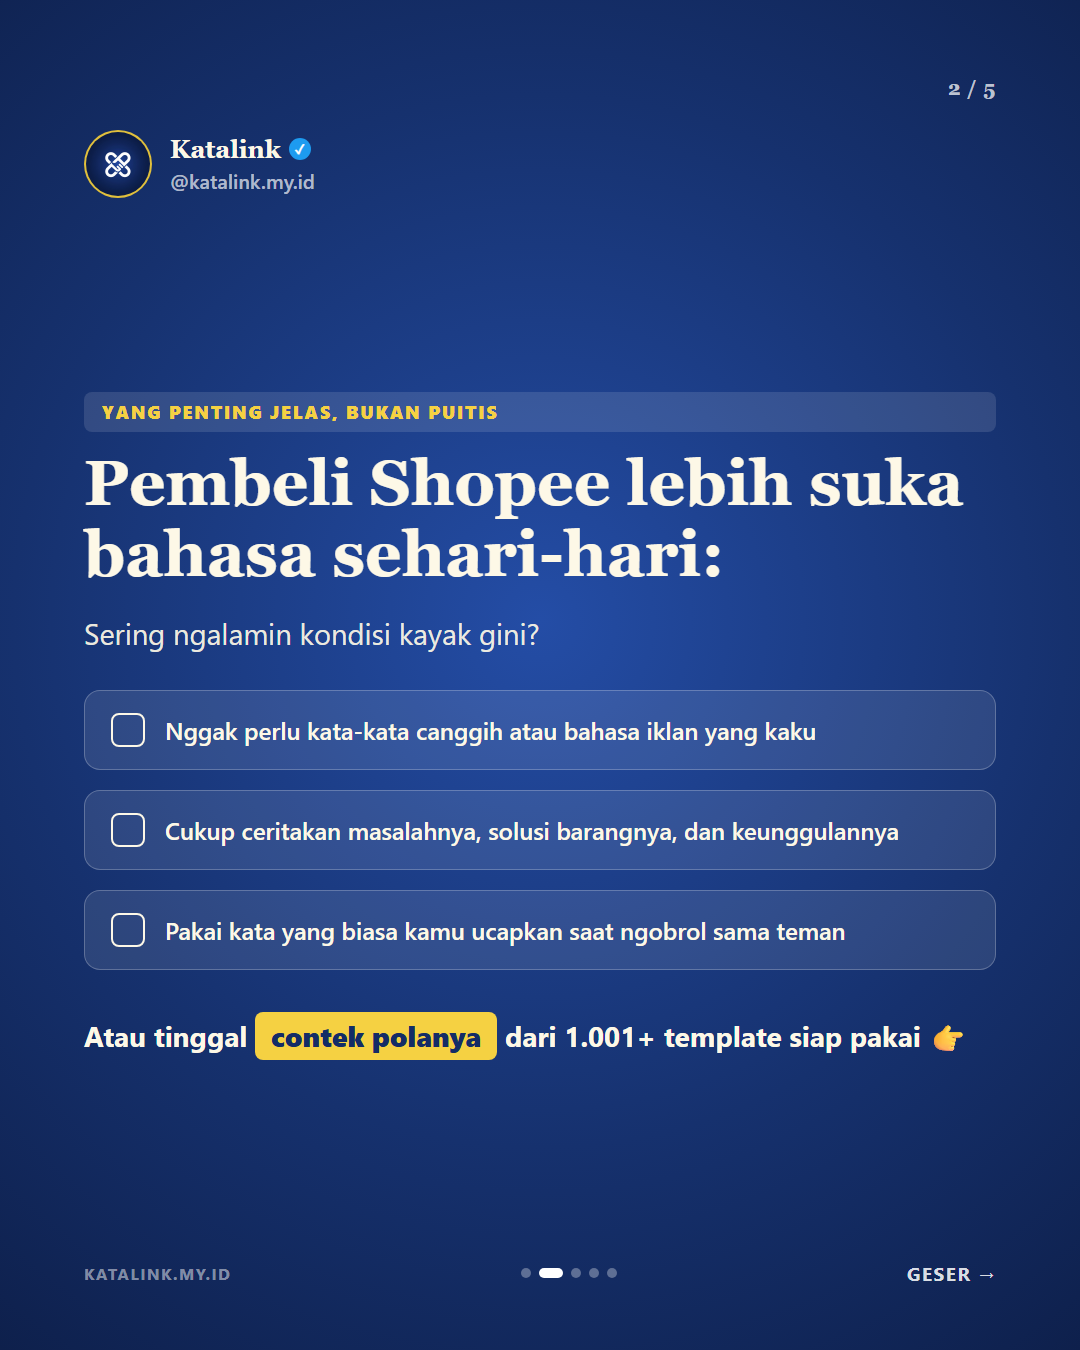 2 / 5
Katalink
@katalink.my.id
YANG PENTING JELAS, BUKAN PUITIS
Pembeli Shopee lebih suka
bahasa sehari-hari:
Sering ngalamin kondisi kayak gini?
Nggak perlu kata-kata canggih atau bahasa iklan yang kaku
Cukup ceritakan masalahnya, solusi barangnya, dan keunggulannya
Pakai kata yang biasa kamu ucapkan saat ngobrol sama teman
Atau tinggal contek polanya dari 1.001+ template siap pakai 👉
KATALINK.MY.ID
GESER →